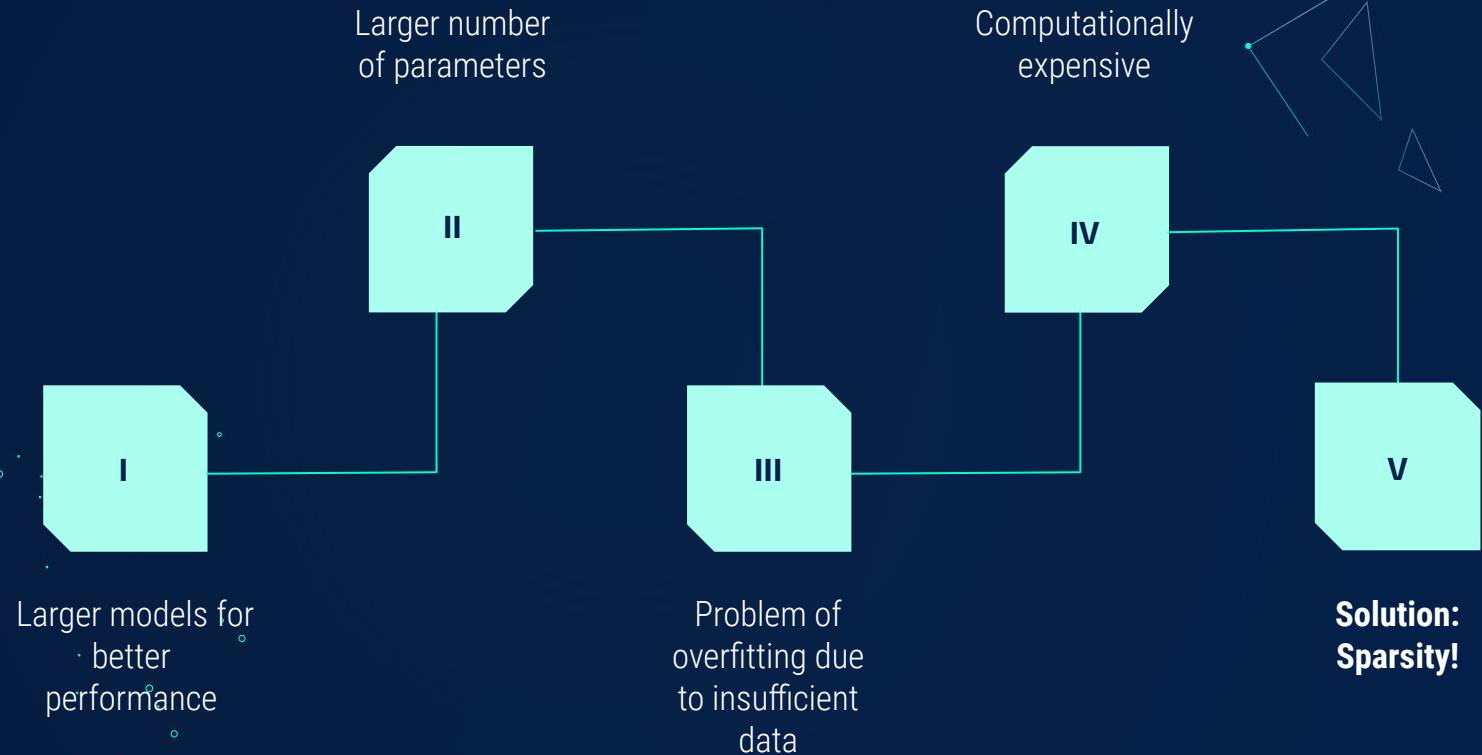 I
Larger models for
better
performance
II
Larger number
of parameters
III
Problem of
overfitting due
to insufficient
data
IV
Computationally
expensive
V
Solution:
Sparsity!